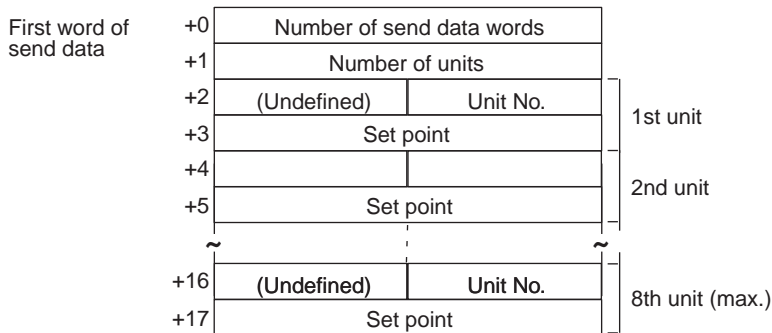 First word of
send data
+0 Number of send data words
+1 Number of units
+2 (Undefined) Unit No.
+3 Set point
1st unit
+4
+5 Set point
2nd unit
~ ~
+16 (Undefined) Unit No.
+17 Set point
8th unit (max.)